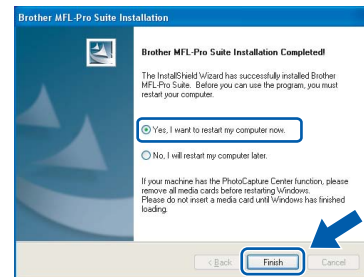 Brother MFL-Pro Suite Installation
Brother MFL-Pro Suite Installation Completed!
The InstallShield Wizard has successfully installed Brother
MFL-Pro Suite. Before you can use the program, you must
restart your computer.
Yes, I want to restart my computer now.
No, I will restart my computer later.
If your machine has the PhotoCapture Center function, please
remove all media cards before restarting Windows.
Please do not insert a media card until Windows has finished
loading.
< Back Finish Cancel